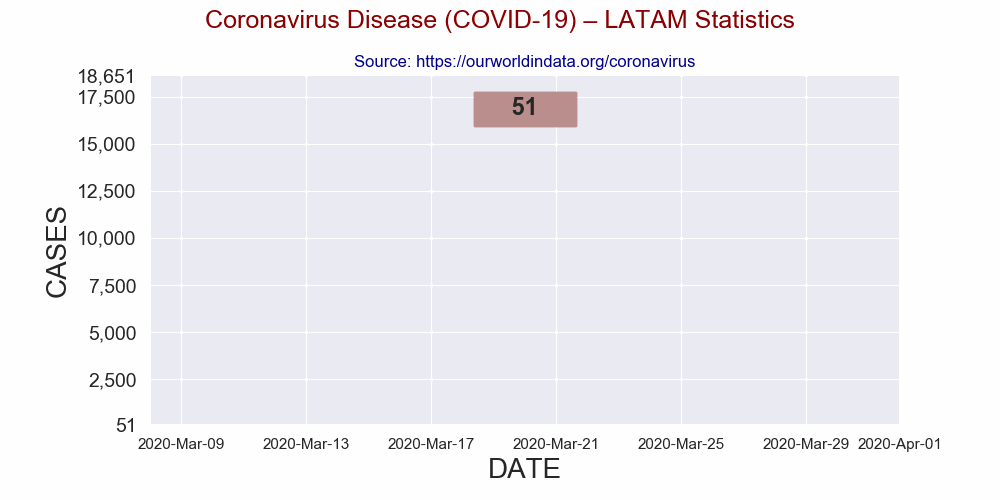 Coronavirus Disease (COVID-19) – LATAM Statistics
Source: https://ourworldindata.org/coronavirus
18,651
17,500
51
15,000
12,500
10,000
CASES
7,500
5,000
2,500
51
2020-Mar-09 2020-Mar-13 2020-Mar-17 2020-Mar-21 2020-Mar-25 2020-Mar-29 2020-Apr-01
DATE